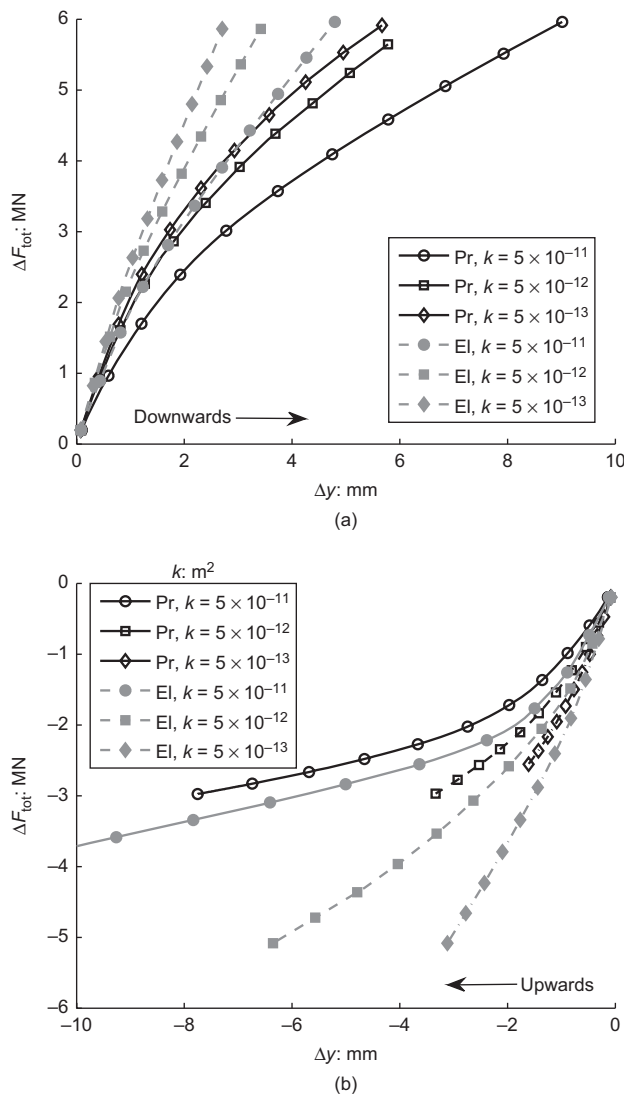 6
5
4
3
2
1
0
ΔF_tot: MN
Pr, k = 5 × 10⁻¹¹
Pr, k = 5 × 10⁻¹²
Pr, k = 5 × 10⁻¹³
El, k = 5 × 10⁻¹¹
El, k = 5 × 10⁻¹²
El, k = 5 × 10⁻¹³
Downwards
0 2 4 6 8 10
Δy: mm
(a)
k: m²
Pr, k = 5 × 10⁻¹¹
Pr, k = 5 × 10⁻¹²
Pr, k = 5 × 10⁻¹³
El, k = 5 × 10⁻¹¹
El, k = 5 × 10⁻¹²
El, k = 5 × 10⁻¹³
0
−1
−2
−3
−4
−5
−6
ΔF_tot: MN
Upwards
−10 −8 −6 −4 −2 0
Δy: mm
(b)